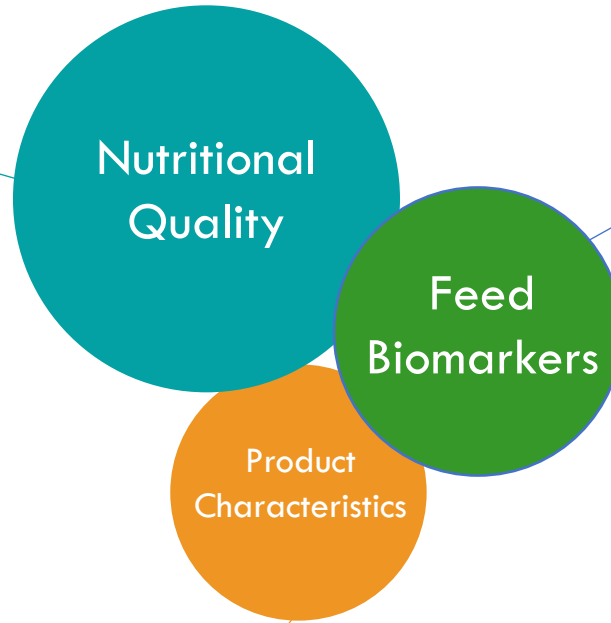 Nutritional
Quality
Feed
Biomarkers
Product
Characteristics